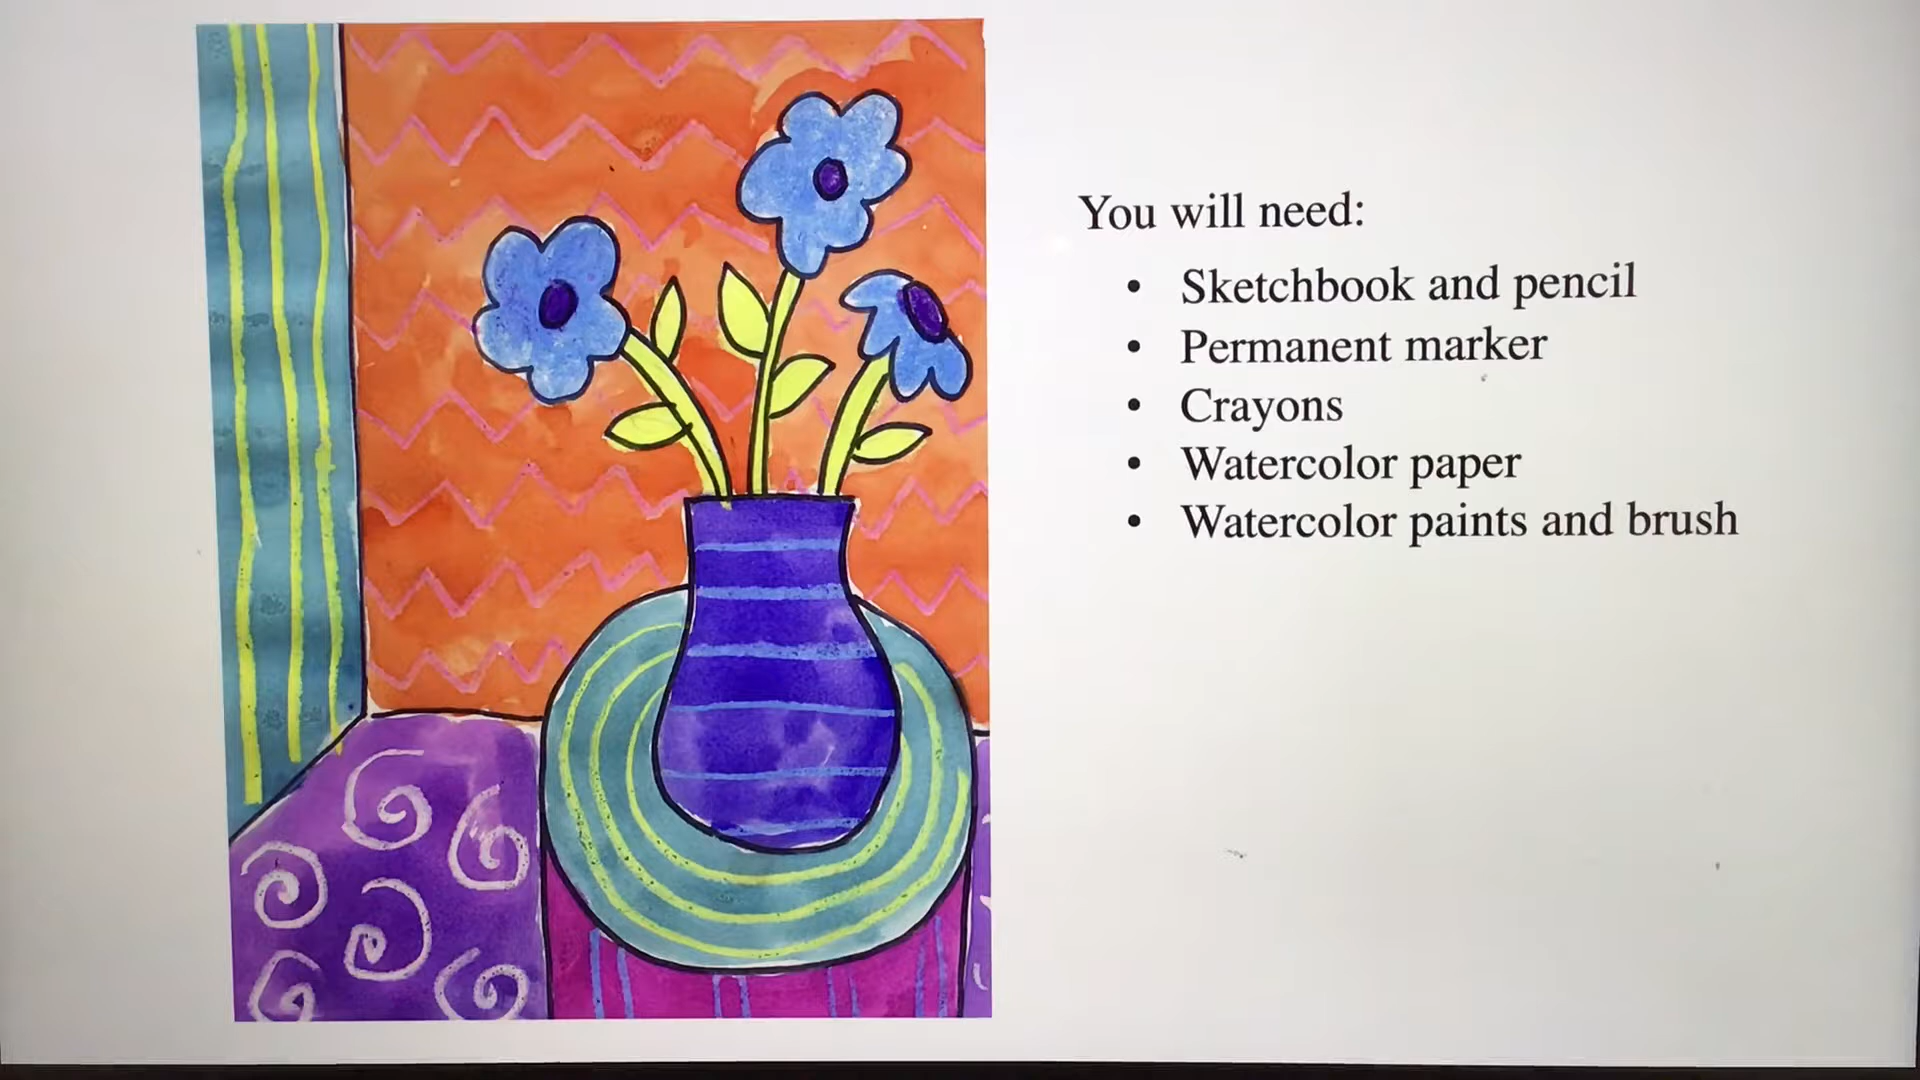 You will need:
• Sketchbook and pencil
• Permanent marker
• Crayons
• Watercolor paper
• Watercolor paints and brush